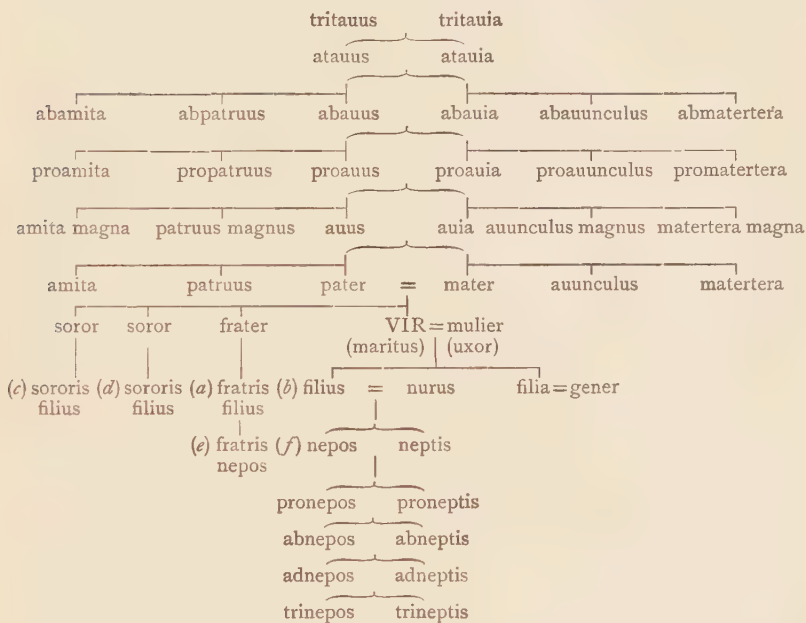 tritauus tritauia
atauus atauia
abamita abpatruus abauus abauia abauunculus abmatertera
proamita propatruus proauus proauia proauunculus promatertera
amita magna patruus magnus auus auia auunculus magnus matertera magna
amita patruus pater = mater auunculus matertera
soror soror frater VIR=mulier
(maritus) (uxor)
(c) sororis (d) sororis (a) fratris (b) filius = nurus filia=gener
filius filius filius
(e) fratris (f) nepos neptis
nepos
pronepos proneptis
abnepos abneptis
adnepos adneptis
trinepos trineptis